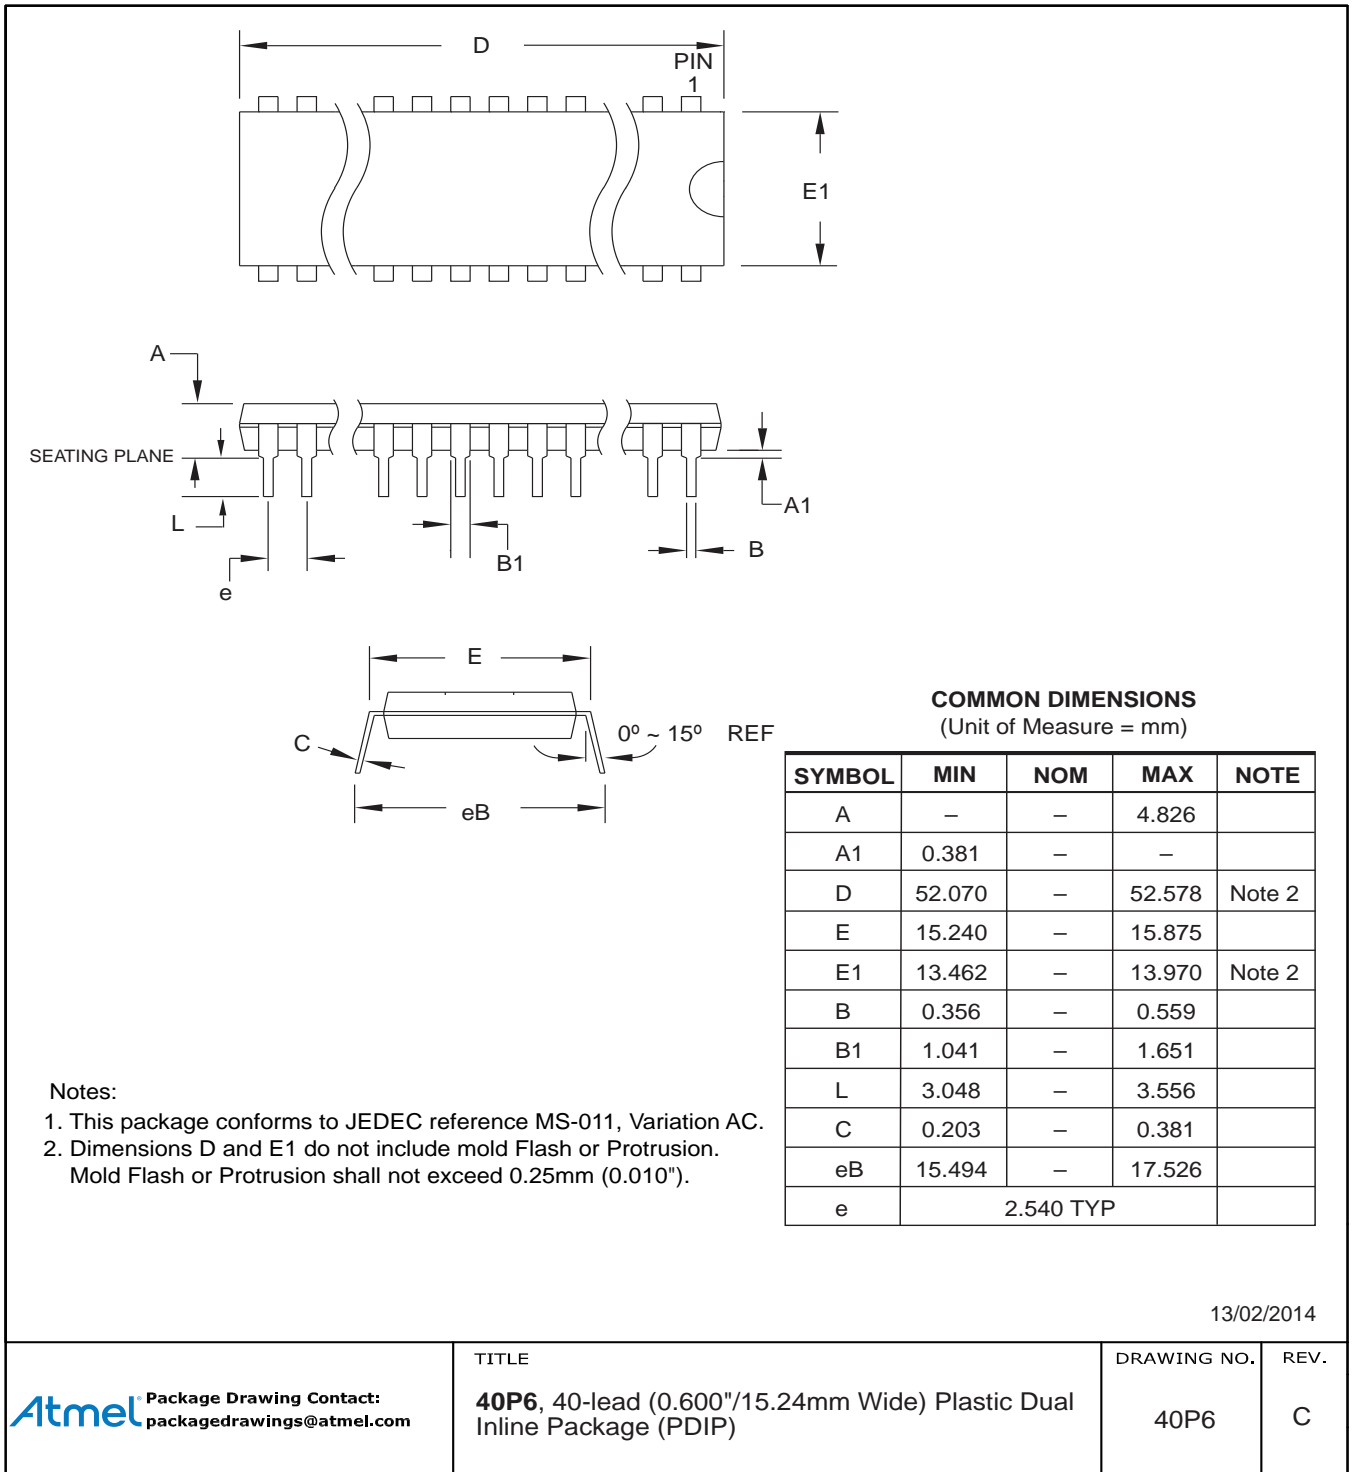 D
PIN
1
E1
A
SEATING PLANE
L
A1
B1
B
e
E
C
0º ~ 15º REF
eB
COMMON DIMENSIONS
(Unit of Measure = mm)
SYMBOL MIN NOM MAX NOTE
A – – 4.826
A1 0.381 – –
D 52.070 – 52.578 Note 2
E 15.240 – 15.875
E1 13.462 – 13.970 Note 2
B 0.356 – 0.559
B1 1.041 – 1.651
L 3.048 – 3.556
C 0.203 – 0.381
eB 15.494 – 17.526
e 2.540 TYP
Notes:
1. This package conforms to JEDEC reference MS-011, Variation AC.
2. Dimensions D and E1 do not include mold Flash or Protrusion.
Mold Flash or Protrusion shall not exceed 0.25mm (0.010").
13/02/2014
Atmel Package Drawing Contact:
packagedrawings@atmel.com
TITLE
40P6, 40-lead (0.600"/15.24mm Wide) Plastic Dual
Inline Package (PDIP)
DRAWING NO.
40P6
REV.
C